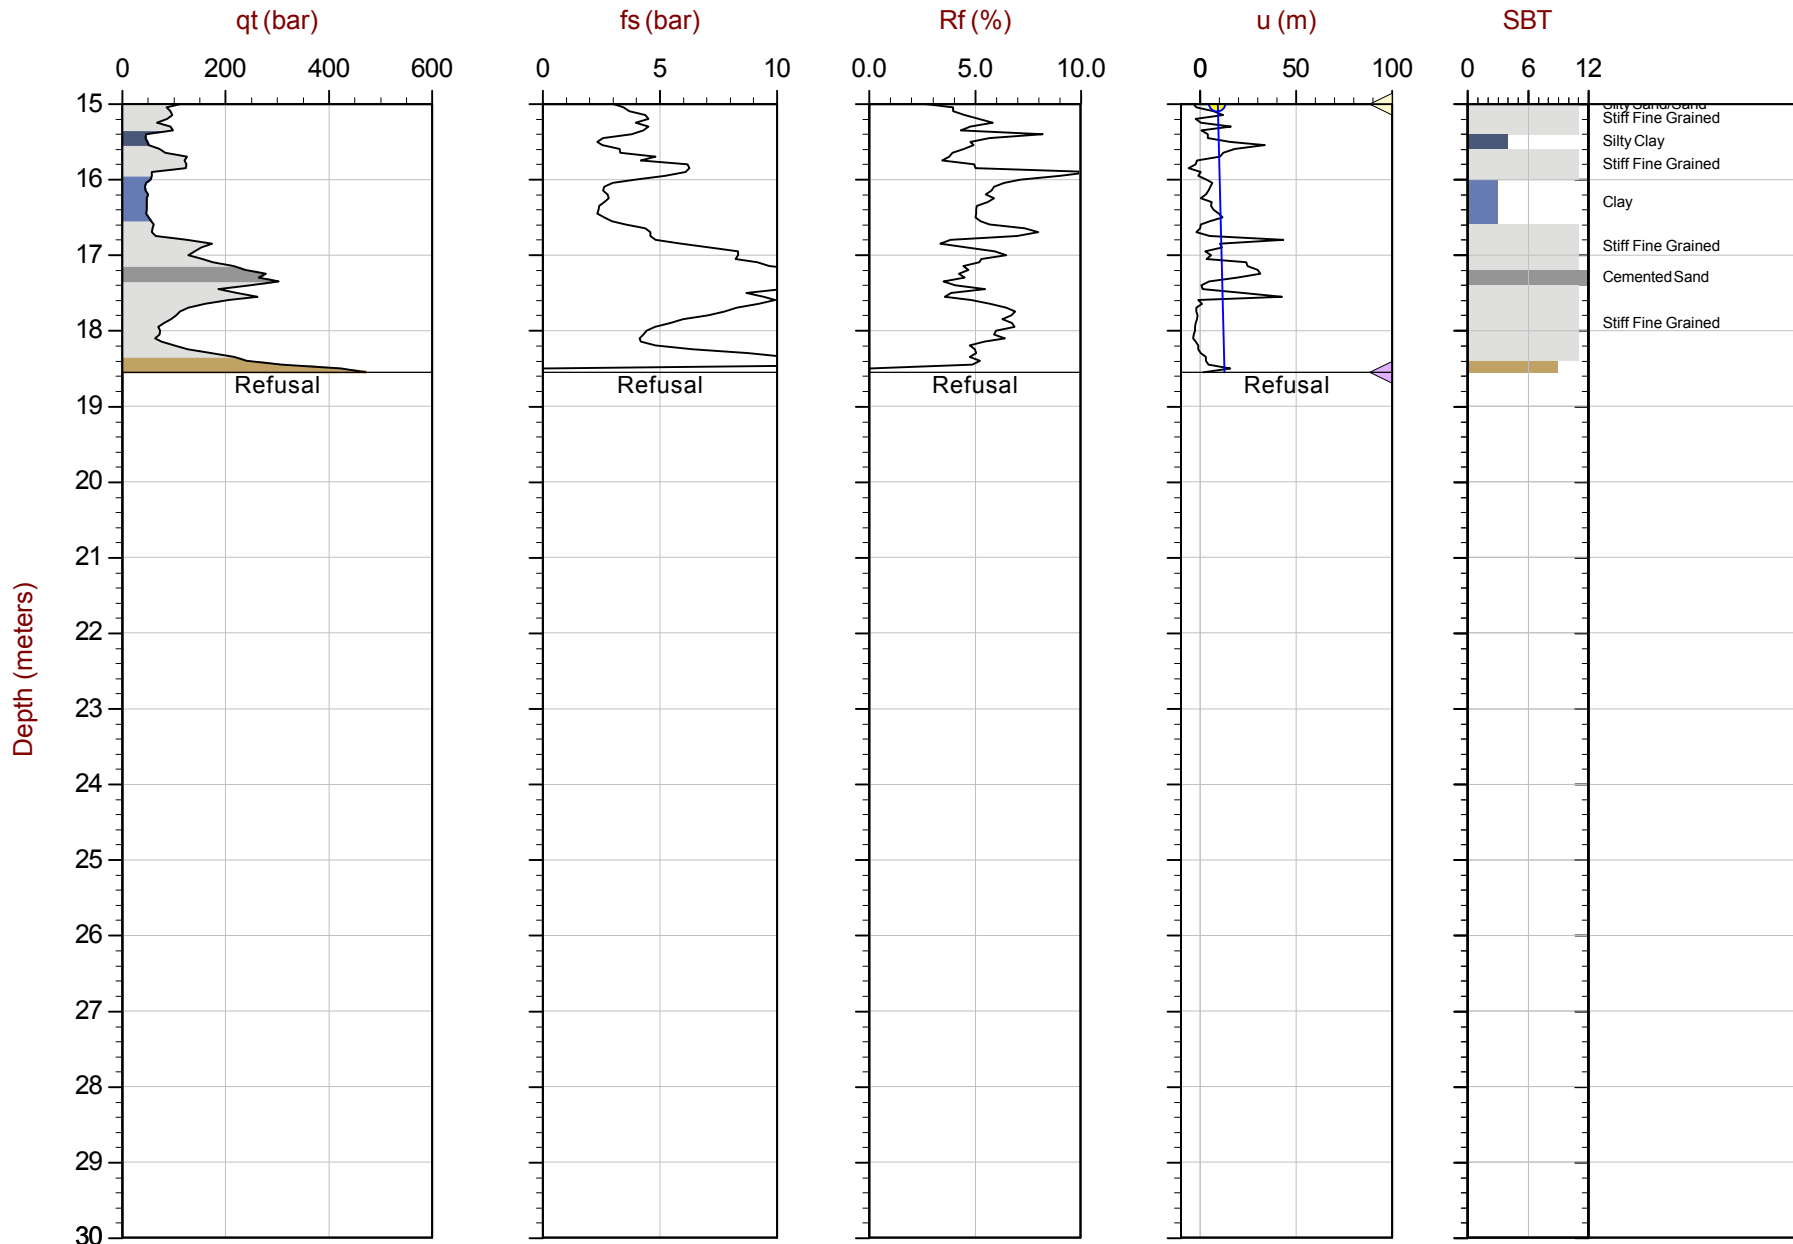 qt (bar) fs (bar) Rf (%) u (m) SBT
0 200 400 600 0 5 10 0.0 5.0 10.0 0 50 100 0 6 12
15
Silty Sand/Sand
Stiff Fine Grained
Silty Clay
Stiff Fine Grained
16
Clay
17
Stiff Fine Grained
Cemented Sand
18
Stiff Fine Grained
Refusal Refusal Refusal Refusal
19
20
21
22
23
24
25
26
27
28
29
30
Depth (meters)